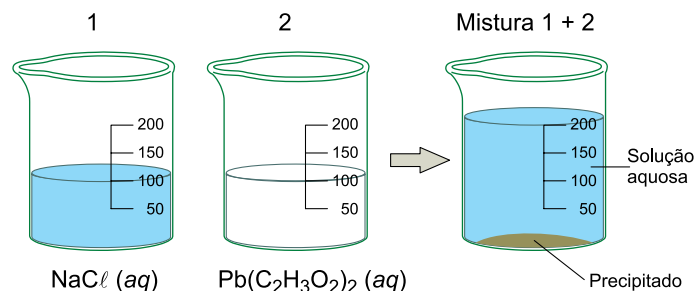 1
2
Mistura 1 + 2
200
150
100
50
200
150
100
50
200
150
100
50
Solução
aquosa
Precipitado
NaCℓ (aq)
Pb(C₂H₃O₂)₂ (aq)